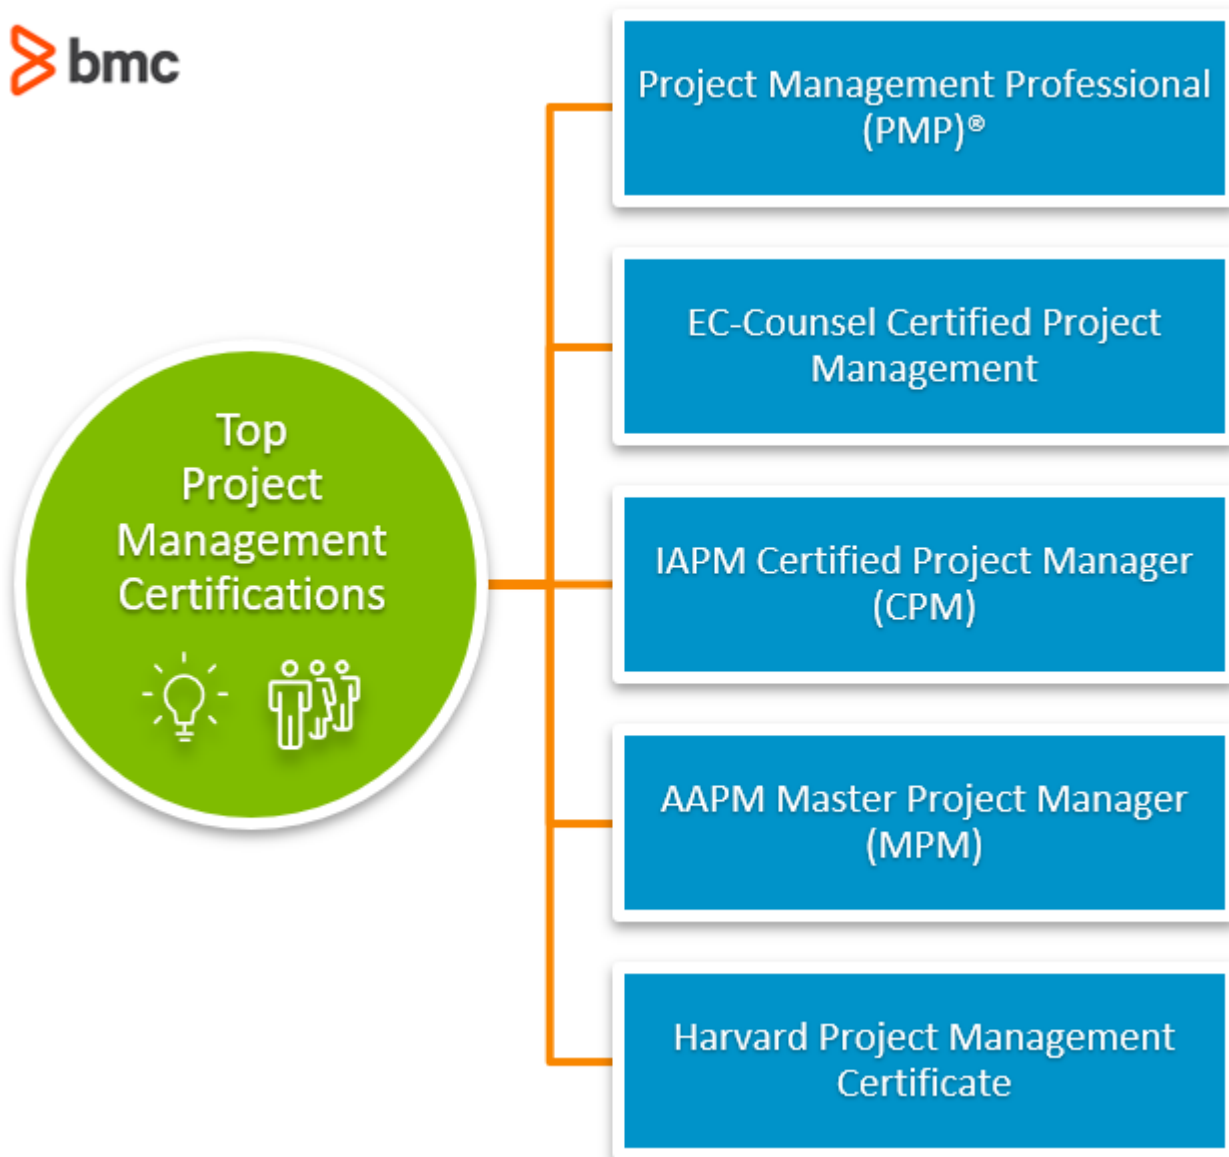 bmc
Top
Project
Management
Certifications
Project Management Professional
(PMP)®
EC-Counsel Certified Project
Management
IAPM Certified Project Manager
(CPM)
AAPM Master Project Manager
(MPM)
Harvard Project Management
Certificate